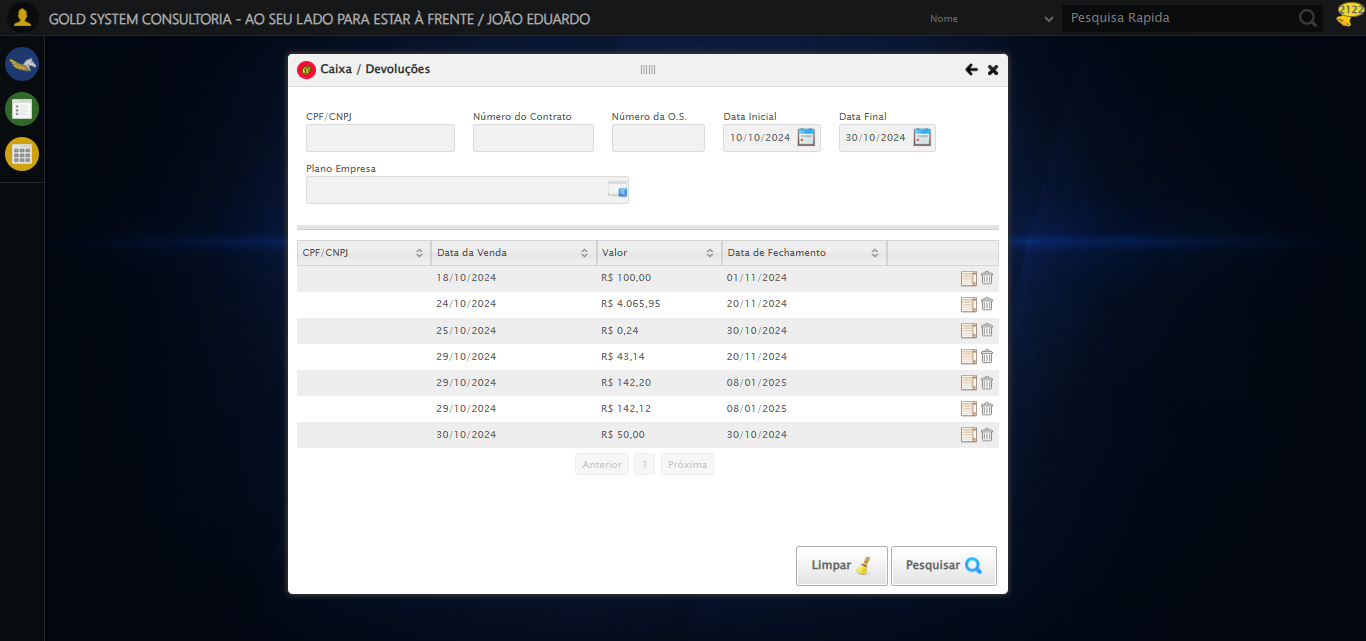 GOLD SYSTEM CONSULTORIA - AO SEU LADO PARA ESTAR À FRENTE / JOÃO EDUARDO
Nome
Pesquisa Rapida
2122
Caixa / Devoluções
CPF/CNPJ Número do Contrato Número da O.S. Data Inicial Data Final
10/10/2024 30/10/2024
Plano Empresa
CPF/CNPJ Data da Venda Valor Data de Fechamento
18/10/2024 R$ 100,00 01/11/2024
24/10/2024 R$ 4.065,95 20/11/2024
25/10/2024 R$ 0,24 30/10/2024
29/10/2024 R$ 43,14 20/11/2024
29/10/2024 R$ 142,20 08/01/2025
29/10/2024 R$ 142,12 08/01/2025
30/10/2024 R$ 50,00 30/10/2024
Anterior 1 Próxima
Limpar Pesquisar